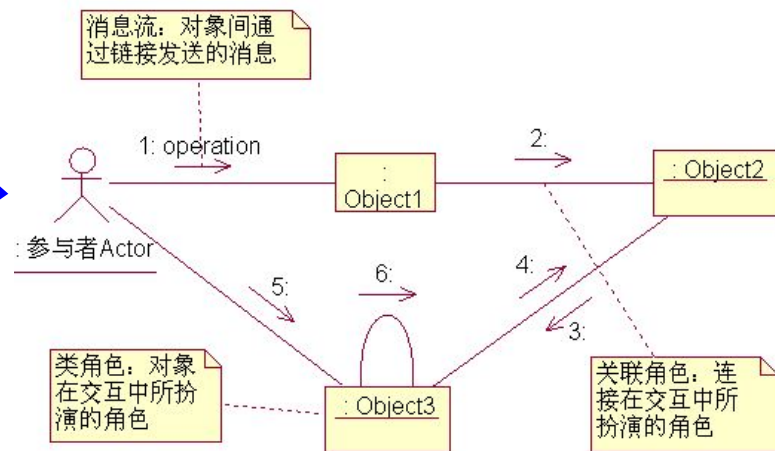 消息流：对象间通
过链接发送的消息
1: operation
2:
:
Object1
: Object2
: 参与者Actor
5:
6:
4:
3:
类角色：对象
在交互中所扮
演的角色
: Object3
关联角色：连
接在交互中所
扮演的角色